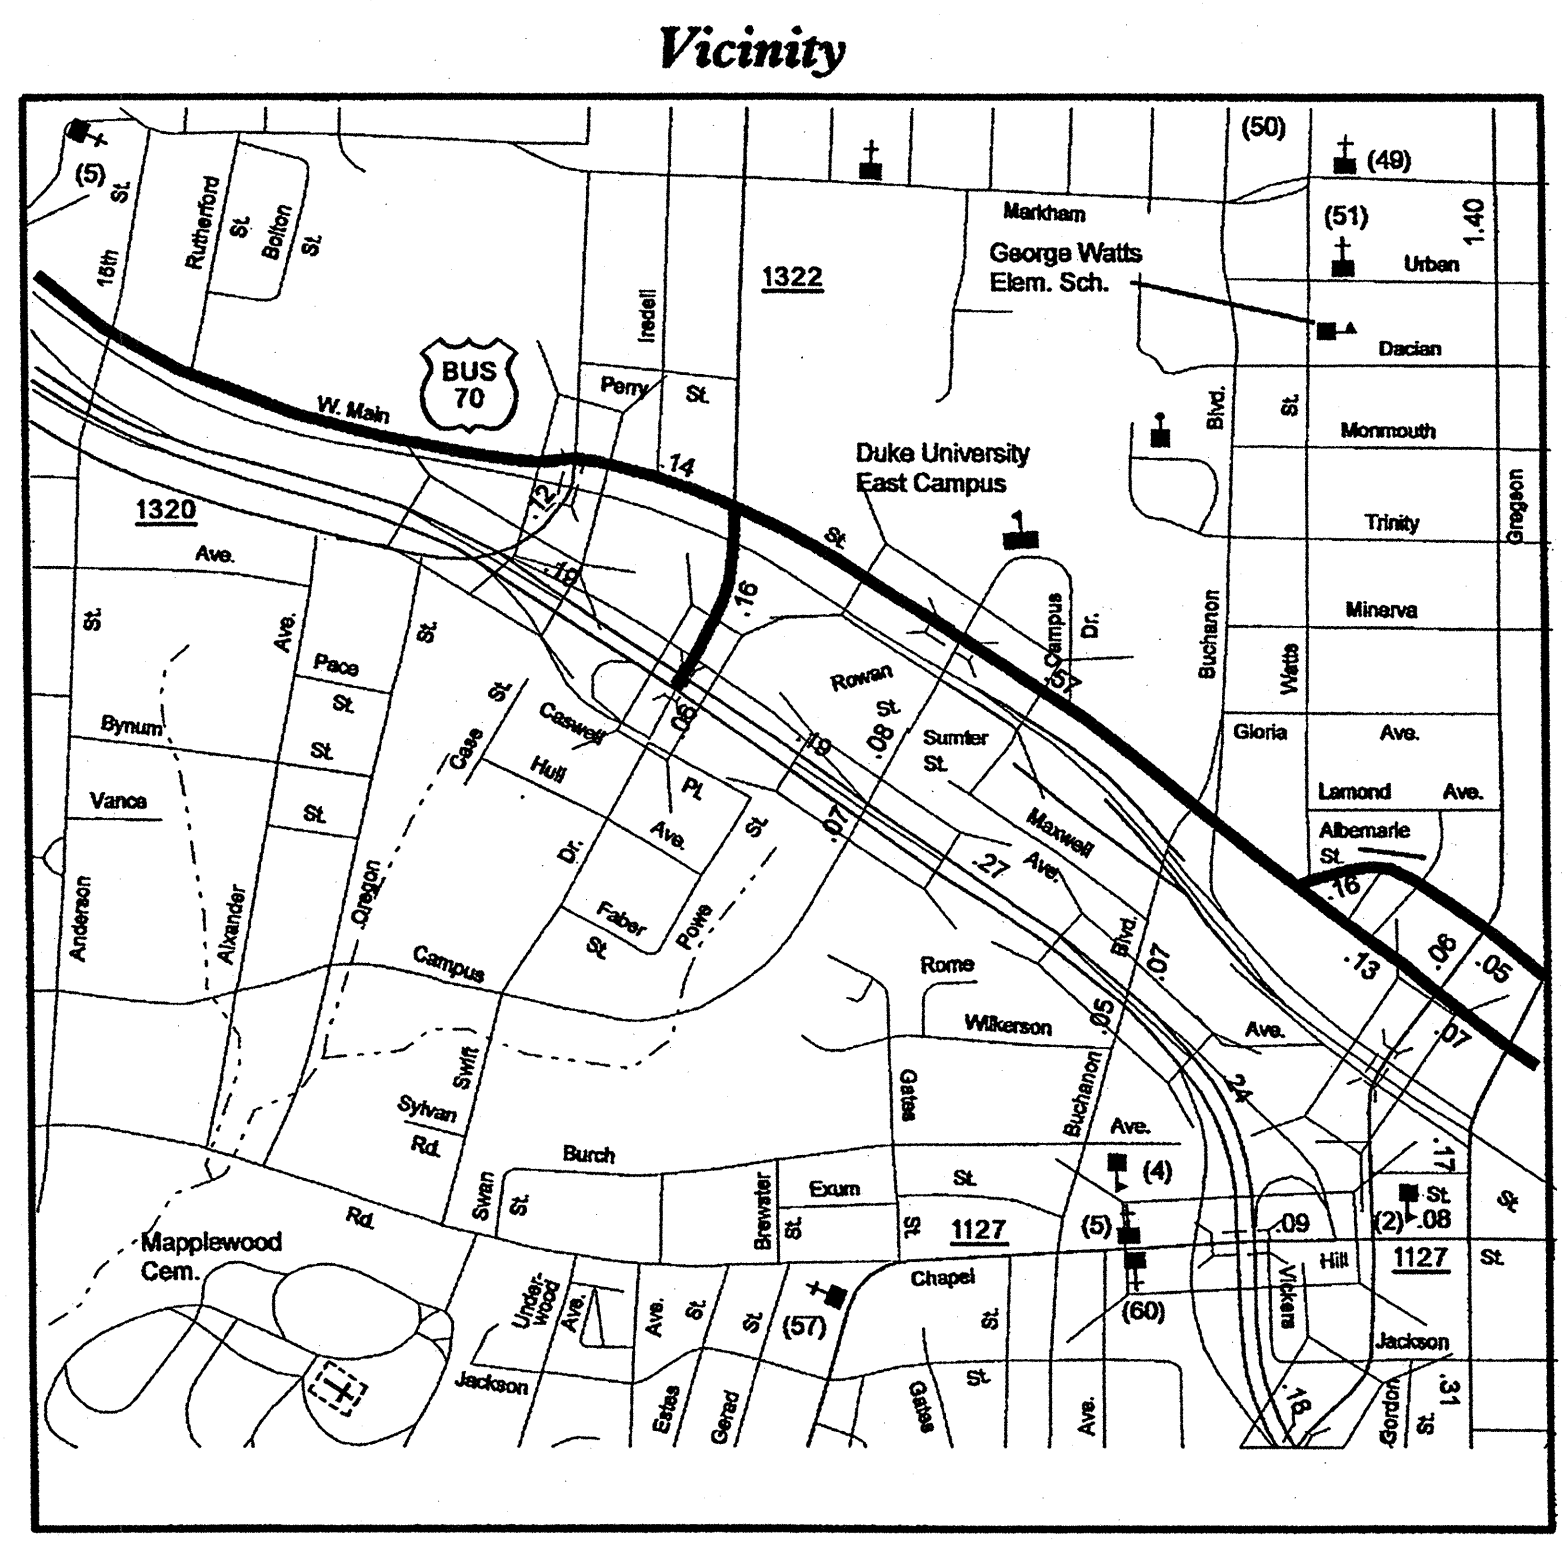 Vicinity
(50)
(49)
(5)
St.
Rutherford
St.
Bolton
St.
Markham
(51)
1.40
George Watts
Elem. Sch.
Urban
16th
1322
Iredell
Dacian
BUS
70
Perry
St.
W. Main
Blvd.
St.
Monmouth
Duke University
East Campus
.14
.12
1320
Trinity
Gregson
St.
Ave.
.19
.16
Campus
Dr.
Buchanon
Minerva
St.
Ave.
St.
Pace
St.
Rowan
St.
.57
Watts
St.
Case
Caswell
.06
Bynum
St.
Hull
.19
.08
Sumter
St.
Gloria
Ave.
Vance
St.
Pl.
Ave.
St.
.07
Maxwell
Ave.
Lamond
Ave.
Albemarle
St.
Dr.
.27
.16
Anderson
Alxander
Oregon
Faber
St.
Powe
Blvd.
.07
.13
.06
.05
Campus
Rome
Wilkerson
.05
Ave.
.07
Swift
Gates
Buchanon
.24
Sylvan
Rd.
Ave.
Burch
.17
Swan
St.
Brewster
St.
Exum
St.
St.
(4)
St.
St.
Rd.
1127
(5)
.09
(2)
.08
Mapplewood
Cem.
Hill
1127
St.
Under-
wood
Ave.
Ave.
St.
St.
(57)
Chapel
St.
(60)
Vickers
Jackson
Jackson
Estes
Gerad
Gates
St.
Ave.
.18
Gordon
St.
.31